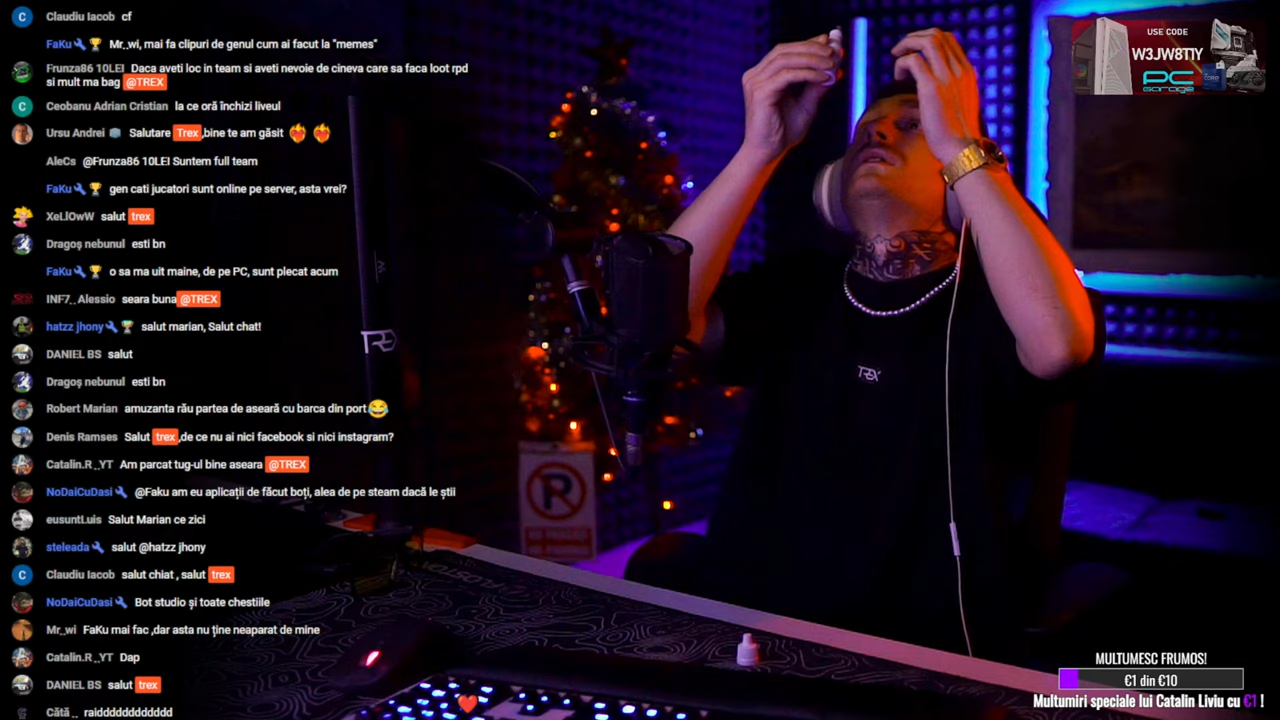 Claudiu Iacob cf
FaKu Mr_wi, mai fa clipuri de genul cum ai facut la "memes"
Frunza86 10LEI Daca aveti loc in team si aveti nevoie de cineva care sa faca loot rpd
si mult ma bag @TREX
Ceobanu Adrian Cristian la ce oră închizi liveul
Ursu Andrei Salutare Trex,bine te am găsit
AleCs @Frunza86 10LEI Suntem full team
FaKu gen cati jucatori sunt online pe server, asta vrei?
XeLlOwW salut trex
Dragoș nebunul esti bn
FaKu o sa ma uit maine, de pe PC, sunt plecat acum
INF7_Alessio seara buna @TREX
hatzz jhony salut marian, Salut chat!
DANIEL BS salut
Dragoș nebunul esti bn
Robert Marian amuzanta rău partea de aseară cu barca din port
Denis Ramses Salut trex,de ce nu ai nici facebook si nici instagram?
Catalin.R_YT Am parcat tug-ul bine aseara @TREX
NoDaiCuDasi @Faku am eu aplicații de făcut boți, alea de pe steam dacă le știi
eusuntLuis Salut Marian ce zici
steleada salut @hatzz jhony
Claudiu Iacob salut chiat , salut trex
NoDaiCuDasi Bot studio și toate chestiile
Mr_wi FaKu mai fac ,dar asta nu ține neaparat de mine
Catalin.R_YT Dap
DANIEL BS salut trex
Cătă_ raidddddddddddd
USE CODE
W3JW8T1Y
PC
garage
TREX
TREX
P
MULTUMESC FRUMOS!
€1 din €10
Multumiri speciale lui Catalin Liviu cu €1 !